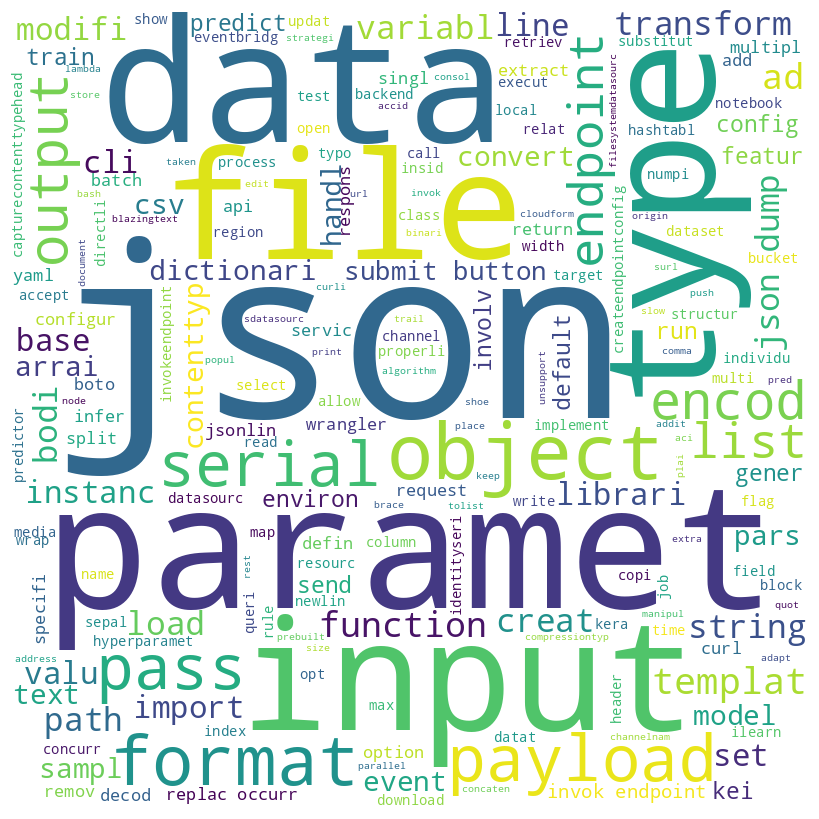 show
predict
updat
variabl
line
transform
modifi
eventbridg
strategi
retriev
substitut
multipl
train
lambda
data
singl
extract
add
ad
store
test
backend
execut
type
capturecontenttypehead
output
consol
accid
local
endpoint
filesystemdatasourc
notebook
open
relat
hashtabl
config
cli
taken
process
typo
call
insid
convert
numpi
featur
batch
bash
edit
url
invok
handl
respons
file
csv
api
class
return
cloudform
origin
dataset
blazingtext
region
binari
width
directli
document
yaml
dictionari
submit button
target
surl
bucket
accept
json
curli
createendpointconfig
push
json dump
configur
sdatasourc
trail
channel
servic
involv
structur
slow
base
contenttyp
invokeendpoint
popul
print
properli
default
run
comma
individu
arrai
algorithm
unsupport
node
boto
select
allow
shoe
multi
pred
encod
bodi
infer
jsonlin
wrangler
place
implement
addit
predictor
split
read
serial
object
list
aci
plai
gener
instanc
datasourc
environ
keep
request
write
librari
flag
media
wrap
map
brace
tolist
identityseri
paramet
extra
pars
specifi
defin
column
resourc
copi
job
field
block
name
queri
rest
rule
send
newlin
quot
manipul
sepal
load
prebuilt
function
creat
kera
time
string
hyperparamet
size
compressiontyp
curl
address
valu
pass
input
adapt
opt
templat
text
import
max
header
path
index
channelnam
model
concurr
datat
ilearn
format
parallel
option
payload
set
sampl
concaten
event
invok endpoint
kei
remov
decod
replac occurr
download